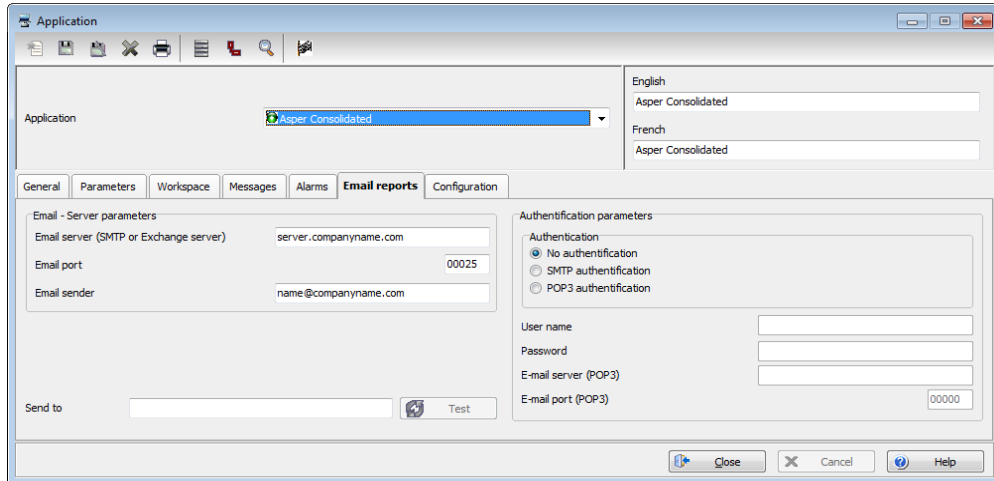 Application
English
Asper Consolidated
Application
Asper Consolidated
French
Asper Consolidated
General Parameters Workspace Messages Alarms Email reports Configuration
Email - Server parameters
Email server (SMTP or Exchange server) server.companyname.com
Email port 00025
Email sender name@companyname.com
Send to
Test
Authentification parameters
Authentication
No authentification
SMTP authentification
POP3 authentification
User name
Password
E-mail server (POP3)
E-mail port (POP3) 00000
Close Cancel Help